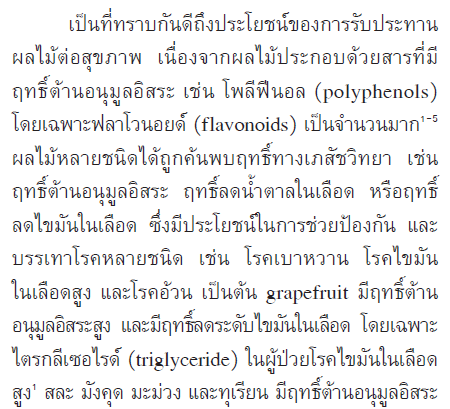 เป็นที่ทราบกันดีถึงประโยชน์ของการรับประทาน
ผลไม้ต่อสุขภาพ เนื่องจากผลไม้ประกอบด้วยสารที่มี
ฤทธิ์ต้านอนุมูลอิสระ เช่น โพลีฟีนอล (polyphenols)
โดยเฉพาะฟลาโวนอยด์ (flavonoids) เป็นจำนวนมาก¹⁻⁵
ผลไม้หลายชนิดได้ถูกค้นพบฤทธิ์ทางเภสัชวิทยา เช่น
ฤทธิ์ต้านอนุมูลอิสระ ฤทธิ์ลดน้ำตาลในเลือด หรือฤทธิ์
ลดไขมันในเลือด ซึ่งมีประโยชน์ในการช่วยป้องกัน และ
บรรเทาโรคหลายชนิด เช่น โรคเบาหวาน โรคไขมัน
ในเลือดสูง และโรคอ้วน เป็นต้น grapefruit มีฤทธิ์ต้าน
อนุมูลอิสระสูง และมีฤทธิ์ลดระดับไขมันในเลือด โดยเฉพาะ
ไตรกลีเซอไรด์ (triglyceride) ในผู้ป่วยโรคไขมันในเลือด
สูง¹ สละ มังคุด มะม่วง และทุเรียน มีฤทธิ์ต้านอนุมูลอิสระ